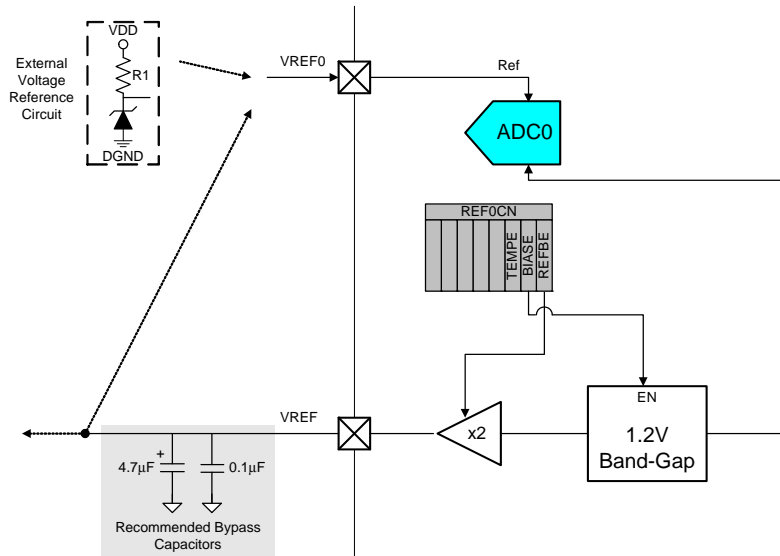 VDD
R1
DGND
External
Voltage
Reference
Circuit
VREF0
Ref
ADC0
REF0CN
TEMPE
BIASE
REFBE
EN
1.2V
Band-Gap
x2
VREF
+
4.7µF
0.1µF
Recommended Bypass
Capacitors